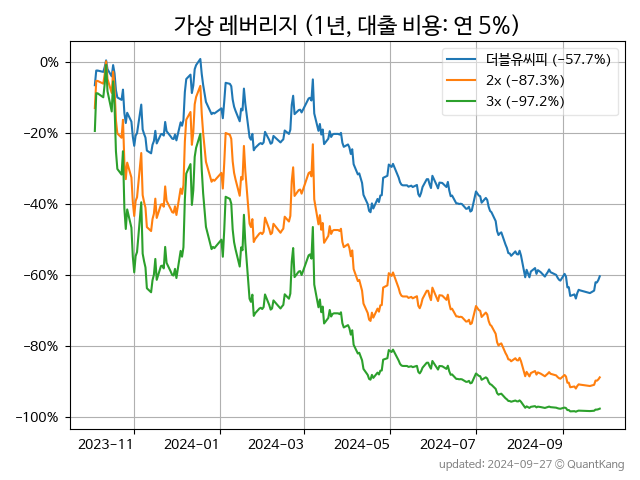 가상 레버리지 (1년, 대출 비용: 연 5%)
더블유씨피 (−57.7%)
2x (−87.3%)
3x (−97.2%)
0%
−20%
−40%
−60%
−80%
−100%
2023-11 2024-01 2024-03 2024-05 2024-07 2024-09
updated: 2024-09-27 © QuantKang